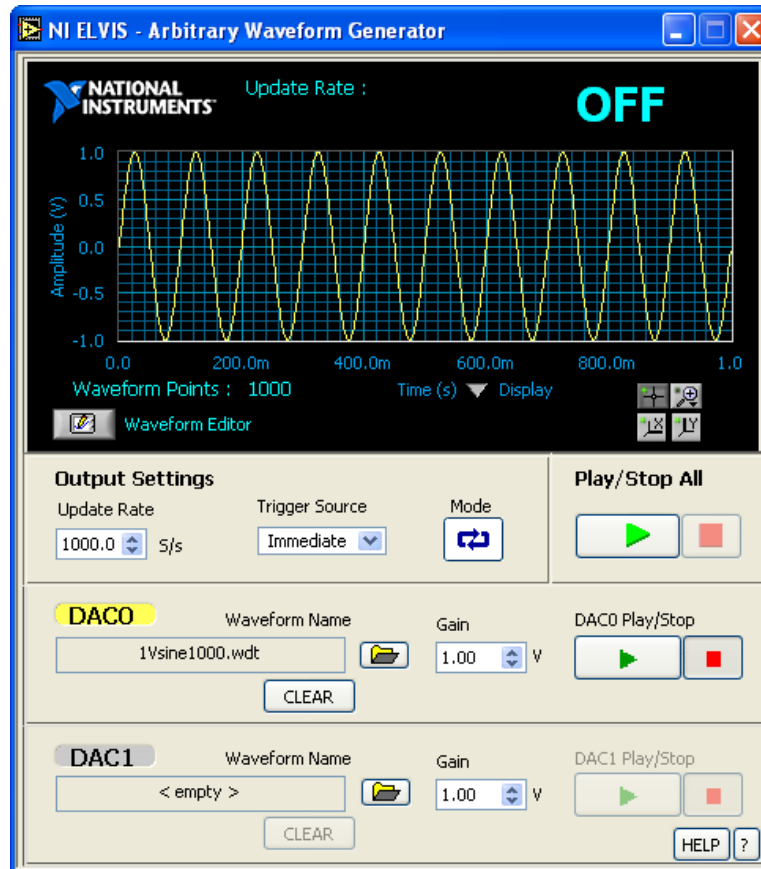 NI ELVIS - Arbitrary Waveform Generator
NATIONAL INSTRUMENTS
Update Rate :
OFF
1.0
0.5
0.0
-0.5
-1.0
Amplitude (V)
0.0 200.0m 400.0m 600.0m 800.0m 1.0
Waveform Points : 1000
Time (s) Display
Waveform Editor
X Y
Output Settings
Play/Stop All
Update Rate
Trigger Source
Mode
1000.0 S/s
Immediate
DAC0
Waveform Name
Gain
DAC0 Play/Stop
1Vsine1000.wdt
1.00 V
CLEAR
DAC1
Waveform Name
Gain
DAC1 Play/Stop
< empty >
1.00 V
CLEAR
HELP ?